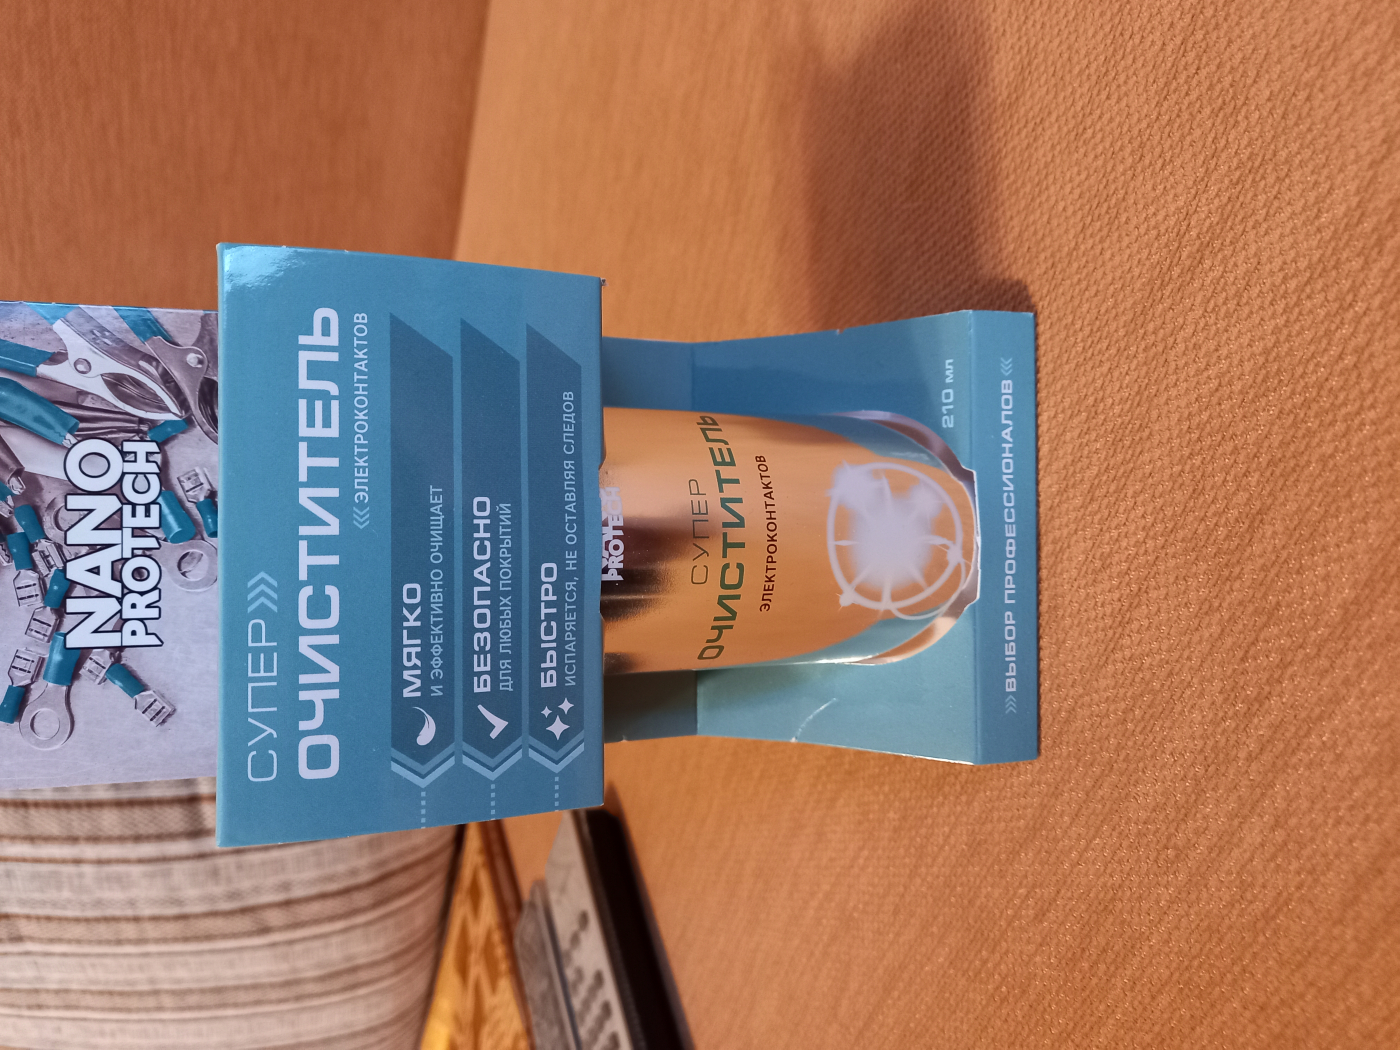 NANO
PROTECH
СУПЕР
ОЧИСТИТЕЛЬ
ЭЛЕКТРОКОНТАКТОВ
МЯГКО
И ЭФФЕКТИВНО ОЧИЩАЕТ
БЕЗОПАСНО
ДЛЯ ЛЮБЫХ ПОКРЫТИЙ
БЫСТРО
ИСПАРЯЕТСЯ, НЕ ОСТАВЛЯЯ СЛЕДОВ
PROTECH
СУПЕР
ОЧИСТИТЕЛЬ
ЭЛЕКТРОКОНТАКТОВ
210 мл
ВЫБОР ПРОФЕССИОНАЛОВ